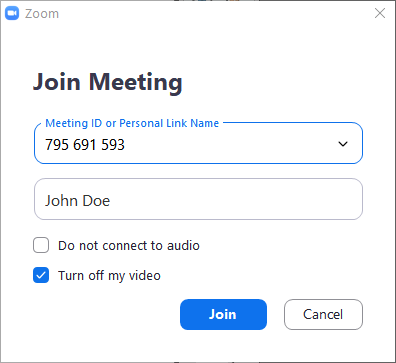 Zoom
Join Meeting
Meeting ID or Personal Link Name
795 691 593
John Doe
Do not connect to audio
Turn off my video
Join Cancel